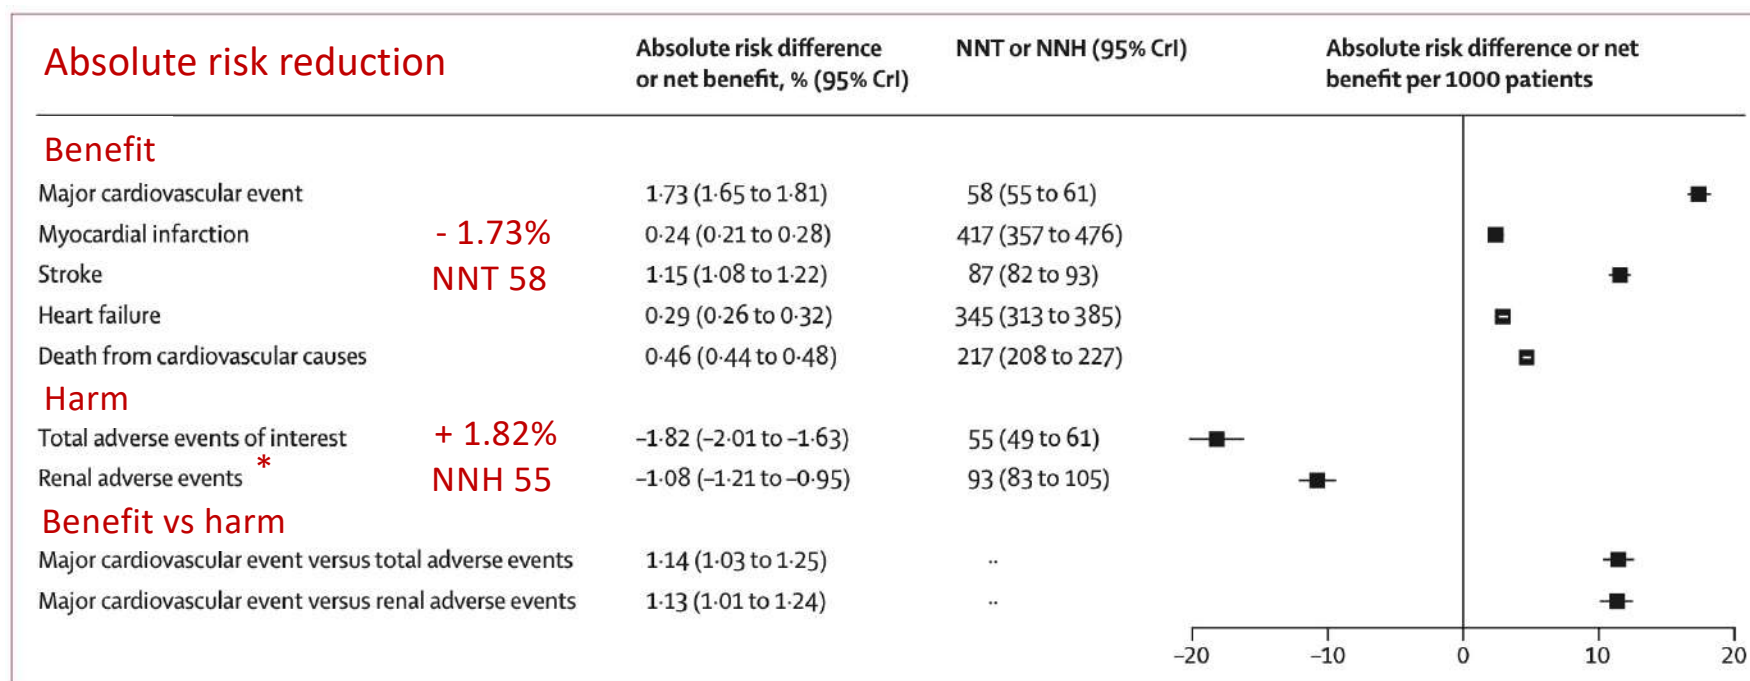 Absolute risk reduction
Absolute risk difference or net benefit, % (95% CrI)
NNT or NNH (95% CrI)
Absolute risk difference or net benefit per 1000 patients
Benefit
Major cardiovascular event 1·73 (1·65 to 1·81) 58 (55 to 61)
Myocardial infarction - 1.73% 0·24 (0·21 to 0·28) 417 (357 to 476)
Stroke NNT 58 1·15 (1·08 to 1·22) 87 (82 to 93)
Heart failure 0·29 (0·26 to 0·32) 345 (313 to 385)
Death from cardiovascular causes 0·46 (0·44 to 0·48) 217 (208 to 227)
Harm
Total adverse events of interest + 1.82% –1·82 (–2·01 to –1·63) 55 (49 to 61)
Renal adverse events * NNH 55 –1·08 (–1·21 to –0·95) 93 (83 to 105)
Benefit vs harm
Major cardiovascular event versus total adverse events 1·14 (1·03 to 1·25) ··
Major cardiovascular event versus renal adverse events 1·13 (1·01 to 1·24) ··
–20 –10 0 10 20